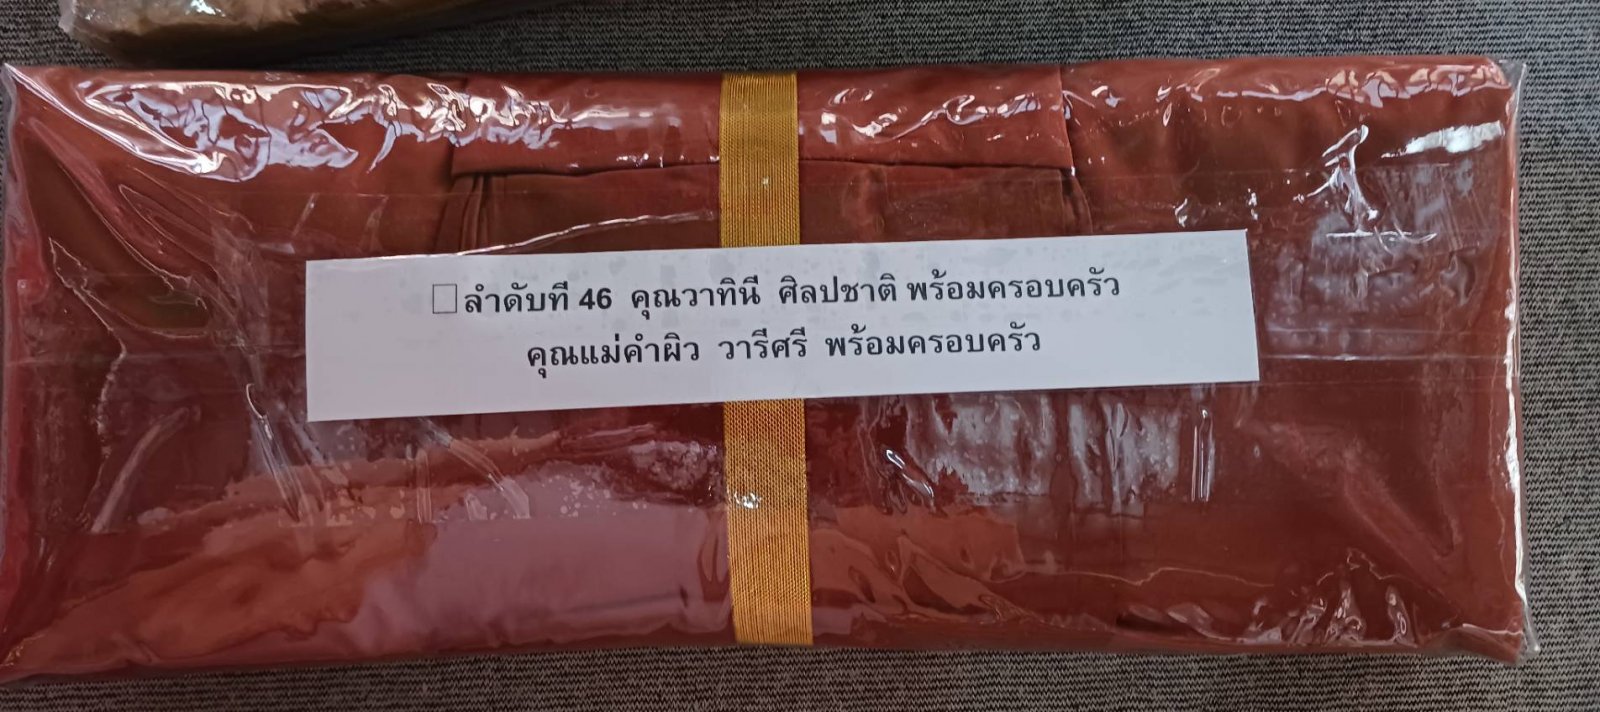 □ลำดับที่ 46 คุณวาทินี ศิลปชาติ พร้อมครอบครัว
คุณแม่คำผิว วารีศรี พร้อมครอบครัว